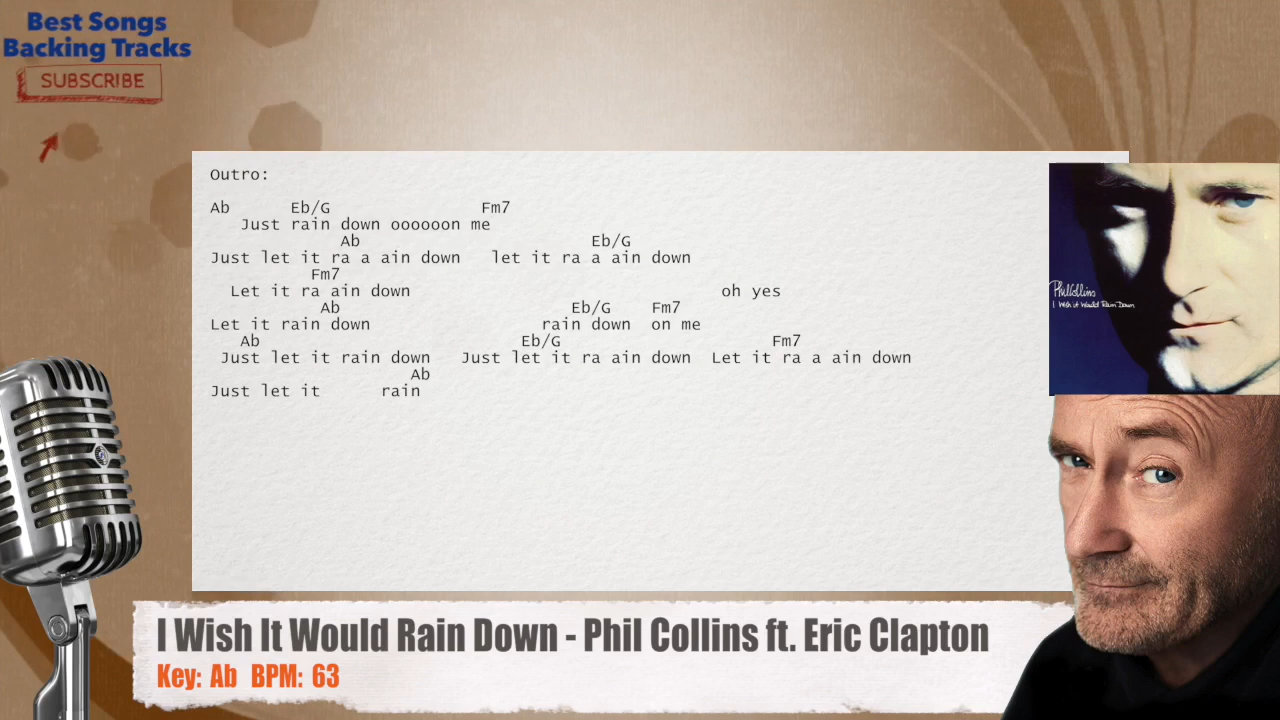 Best Songs
Backing Tracks
SUBSCRIBE
Outro:
Ab      Eb/G               Fm7
   Just rain down oooooon me
             Ab                       Eb/G
Just let it ra a ain down   let it ra a ain down
          Fm7
  Let it ra ain down                               oh yes
           Ab                       Eb/G    Fm7
Let it rain down                 rain down  on me
   Ab                          Eb/G                     Fm7
 Just let it rain down   Just let it ra ain down  Let it ra a ain down
                    Ab
Just let it      rain
Phil Collins
I Wish it Would Rain Down
I Wish It Would Rain Down - Phil Collins ft. Eric Clapton
Key: Ab  BPM: 63